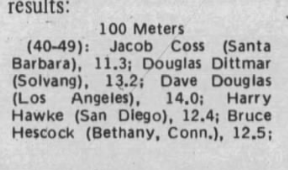 results:
100 Meters
(40-49): Jacob Coss (Santa
Barbara), 11.3; Douglas Dittmar
(Solvang), 13.2; Dave Douglas
(Los Angeles), 14.0; Harry
Hawke (San Diego), 12.4; Bruce
Hescock (Bethany, Conn.), 12.5;